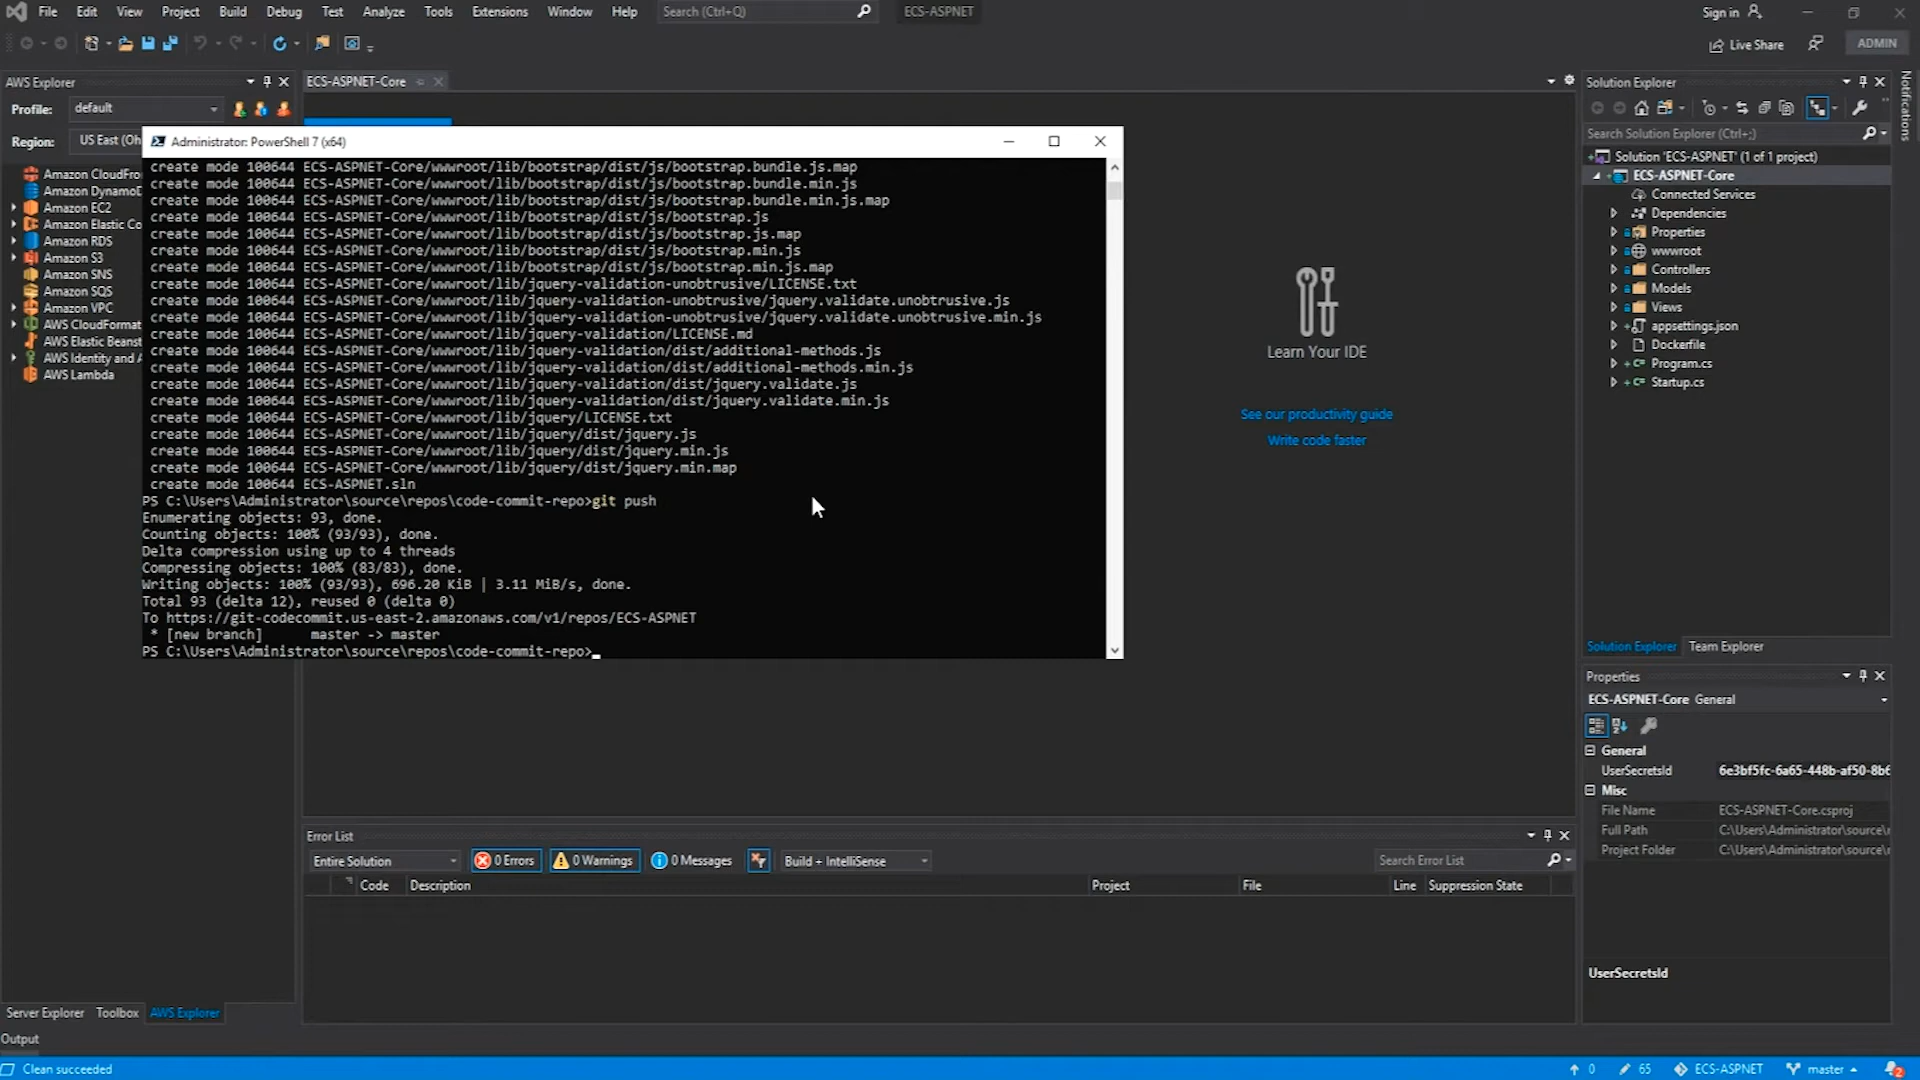 File Edit View Project Build Debug Test Analyze Tools Extensions Window Help Search (Ctrl+Q) ECS-ASPNET Sign in
Live Share ADMIN
AWS Explorer
Profile: default
Region: US East (Oh
Amazon CloudFro
Amazon DynamoD
Amazon EC2
Amazon Elastic Co
Amazon RDS
Amazon S3
Amazon SNS
Amazon SQS
Amazon VPC
AWS CloudFormat
AWS Elastic Beanst
AWS Identity and A
AWS Lambda
ECS-ASPNET-Core
Administrator: PowerShell 7 (x64)
create mode 100644 ECS-ASPNET-Core/wwwroot/lib/bootstrap/dist/js/bootstrap.bundle.js.map
create mode 100644 ECS-ASPNET-Core/wwwroot/lib/bootstrap/dist/js/bootstrap.bundle.min.js
create mode 100644 ECS-ASPNET-Core/wwwroot/lib/bootstrap/dist/js/bootstrap.bundle.min.js.map
create mode 100644 ECS-ASPNET-Core/wwwroot/lib/bootstrap/dist/js/bootstrap.js
create mode 100644 ECS-ASPNET-Core/wwwroot/lib/bootstrap/dist/js/bootstrap.js.map
create mode 100644 ECS-ASPNET-Core/wwwroot/lib/bootstrap/dist/js/bootstrap.min.js
create mode 100644 ECS-ASPNET-Core/wwwroot/lib/bootstrap/dist/js/bootstrap.min.js.map
create mode 100644 ECS-ASPNET-Core/wwwroot/lib/jquery-validation-unobtrusive/LICENSE.txt
create mode 100644 ECS-ASPNET-Core/wwwroot/lib/jquery-validation-unobtrusive/jquery.validate.unobtrusive.js
create mode 100644 ECS-ASPNET-Core/wwwroot/lib/jquery-validation-unobtrusive/jquery.validate.unobtrusive.min.js
create mode 100644 ECS-ASPNET-Core/wwwroot/lib/jquery-validation/LICENSE.md
create mode 100644 ECS-ASPNET-Core/wwwroot/lib/jquery-validation/dist/additional-methods.js
create mode 100644 ECS-ASPNET-Core/wwwroot/lib/jquery-validation/dist/additional-methods.min.js
create mode 100644 ECS-ASPNET-Core/wwwroot/lib/jquery-validation/dist/jquery.validate.js
create mode 100644 ECS-ASPNET-Core/wwwroot/lib/jquery-validation/dist/jquery.validate.min.js
create mode 100644 ECS-ASPNET-Core/wwwroot/lib/jquery/LICENSE.txt
create mode 100644 ECS-ASPNET-Core/wwwroot/lib/jquery/dist/jquery.js
create mode 100644 ECS-ASPNET-Core/wwwroot/lib/jquery/dist/jquery.min.js
create mode 100644 ECS-ASPNET-Core/wwwroot/lib/jquery/dist/jquery.min.map
create mode 100644 ECS-ASPNET.sln
PS C:\Users\Administrator\source\repos\code-commit-repo>git push
Enumerating objects: 93, done.
Counting objects: 100% (93/93), done.
Delta compression using up to 4 threads
Compressing objects: 100% (83/83), done.
Writing objects: 100% (93/93), 696.20 KiB | 3.11 MiB/s, done.
Total 93 (delta 12), reused 0 (delta 0)
To https://git-codecommit.us-east-2.amazonaws.com/v1/repos/ECS-ASPNET
* [new branch] master -> master
PS C:\Users\Administrator\source\repos\code-commit-repo>
Learn Your IDE
See our productivity guide
Write code faster
Solution Explorer
Search Solution Explorer (Ctrl+;)
Solution 'ECS-ASPNET' (1 of 1 project)
ECS-ASPNET-Core
Connected Services
Dependencies
Properties
wwwroot
Controllers
Models
Views
appsettings.json
Dockerfile
Program.cs
Startup.cs
Notifications
Solution Explorer Team Explorer
Properties
ECS-ASPNET-Core General
General
UserSecretsId 6e3bf5fc-6a65-448b-af50-8b6
Misc
File Name ECS-ASPNET-Core.csproj
Full Path C:\Users\Administrator\source\r
Project Folder C:\Users\Administrator\source\
UserSecretsId
Error List
Entire Solution 0 Errors 0 Warnings 0 Messages Build + IntelliSense Search Error List
Code Description Project File Line Suppression State
Server Explorer Toolbox AWS Explorer
Output
Clean succeeded 0 65 ECS-ASPNET master 2